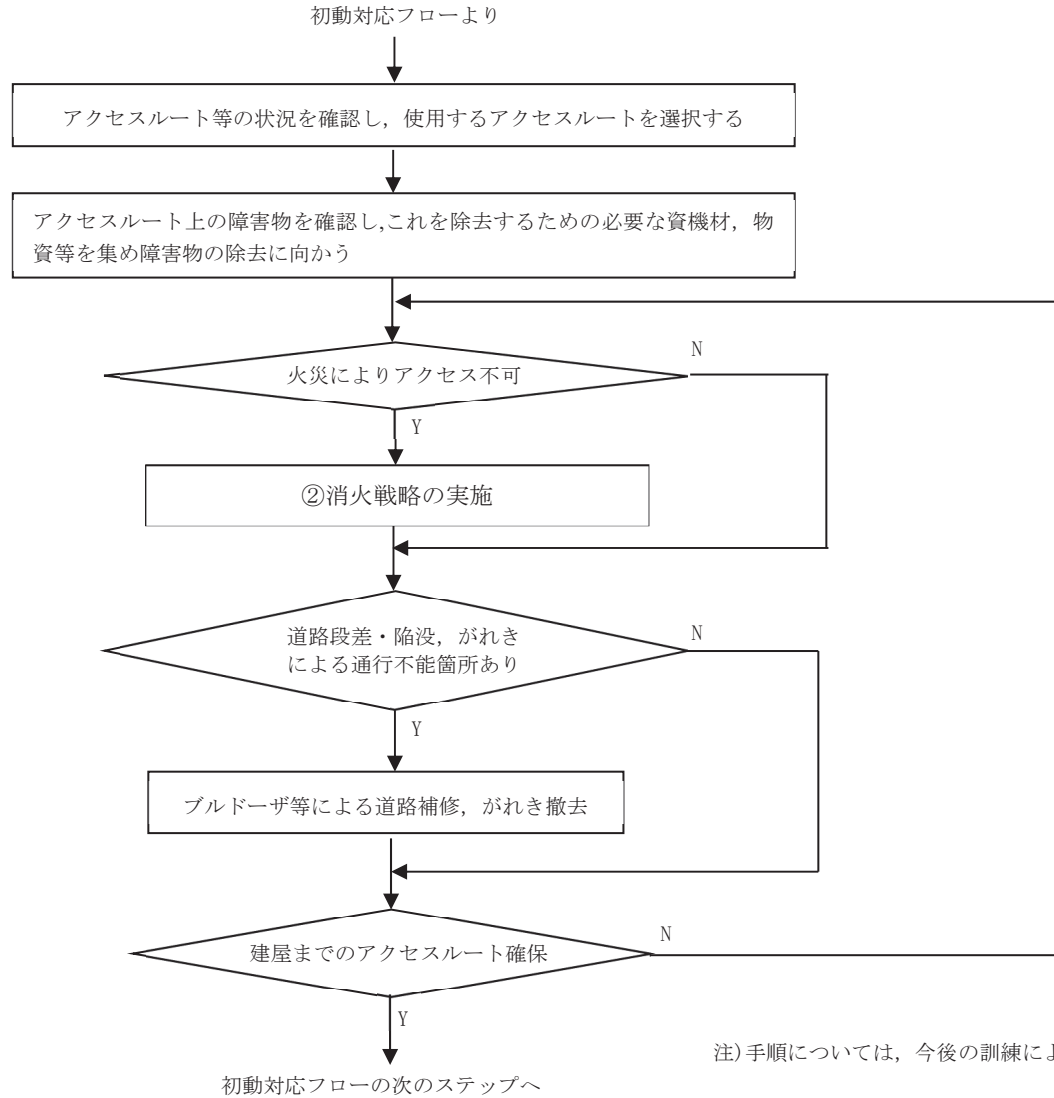 初動対応フローより
アクセスルート等の状況を確認し，使用するアクセスルートを選択する
アクセスルート上の障害物を確認し,これを除去するための必要な資機材，物
資等を集め障害物の除去に向かう
火災によりアクセス不可
N
Y
②消火戦略の実施
道路段差・陥没，がれき
による通行不能箇所あり
N
Y
ブルドーザ等による道路補修，がれき撤去
建屋までのアクセスルート確保
N
Y
注)手順については，今後の訓練によ
初動対応フローの次のステップへ